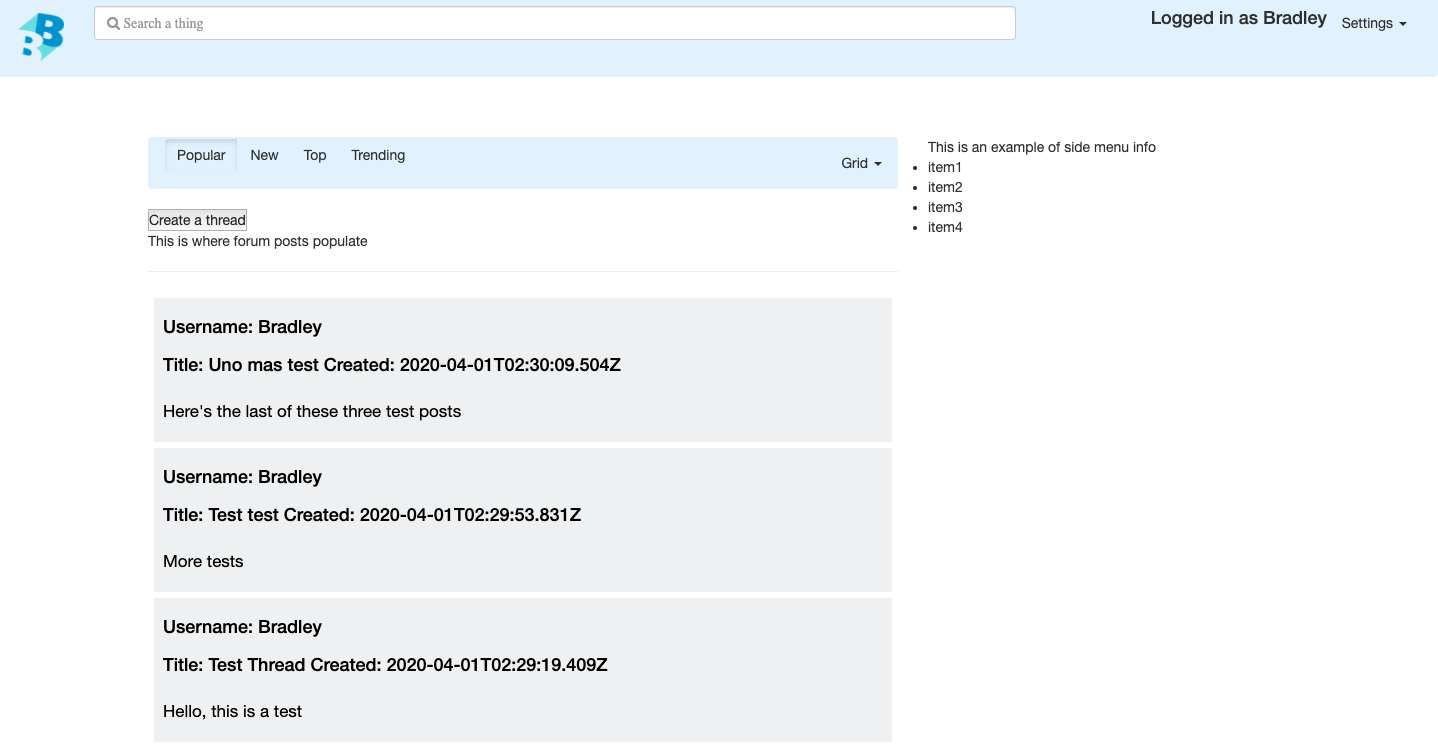 B
B
B
Search a thing
Logged in as Bradley
Settings
Popular
New
Top
Trending
Grid
This is an example of side menu info
item1
item2
item3
item4
Create a thread
This is where forum posts populate
Username: Bradley
Title: Uno mas test Created: 2020-04-01T02:30:09.504Z
Here's the last of these three test posts
Username: Bradley
Title: Test test Created: 2020-04-01T02:29:53.831Z
More tests
Username: Bradley
Title: Test Thread Created: 2020-04-01T02:29:19.409Z
Hello, this is a test